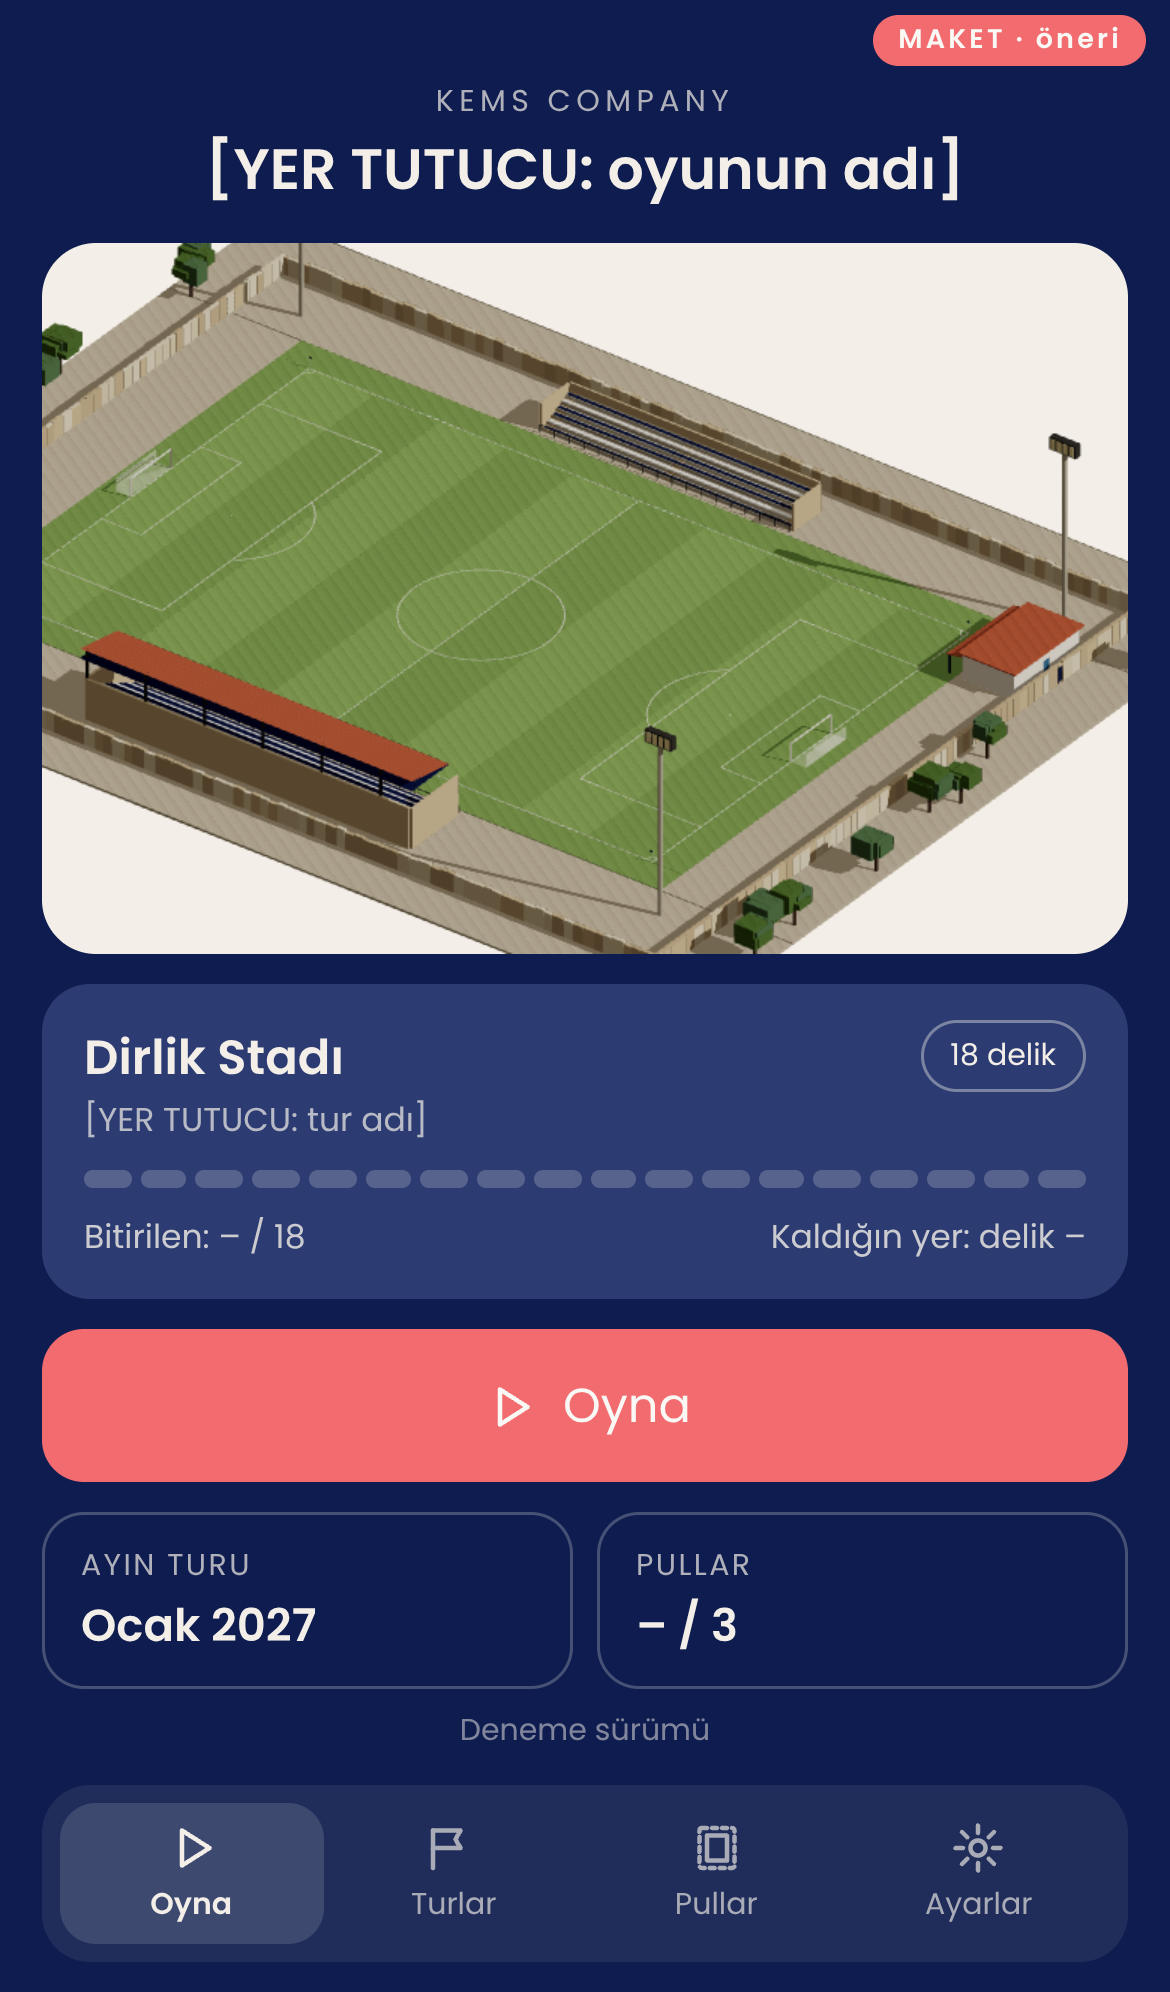 MAKET · öneri
KEMS COMPANY
[YER TUTUCU: oyunun adı]
Dirlik Stadı
18 delik
[YER TUTUCU: tur adı]
Bitirilen: – / 18
Kaldığın yer: delik –
Oyna
AYIN TURU
Ocak 2027
PULLAR
– / 3
Deneme sürümü
Oyna
Turlar
Pullar
Ayarlar